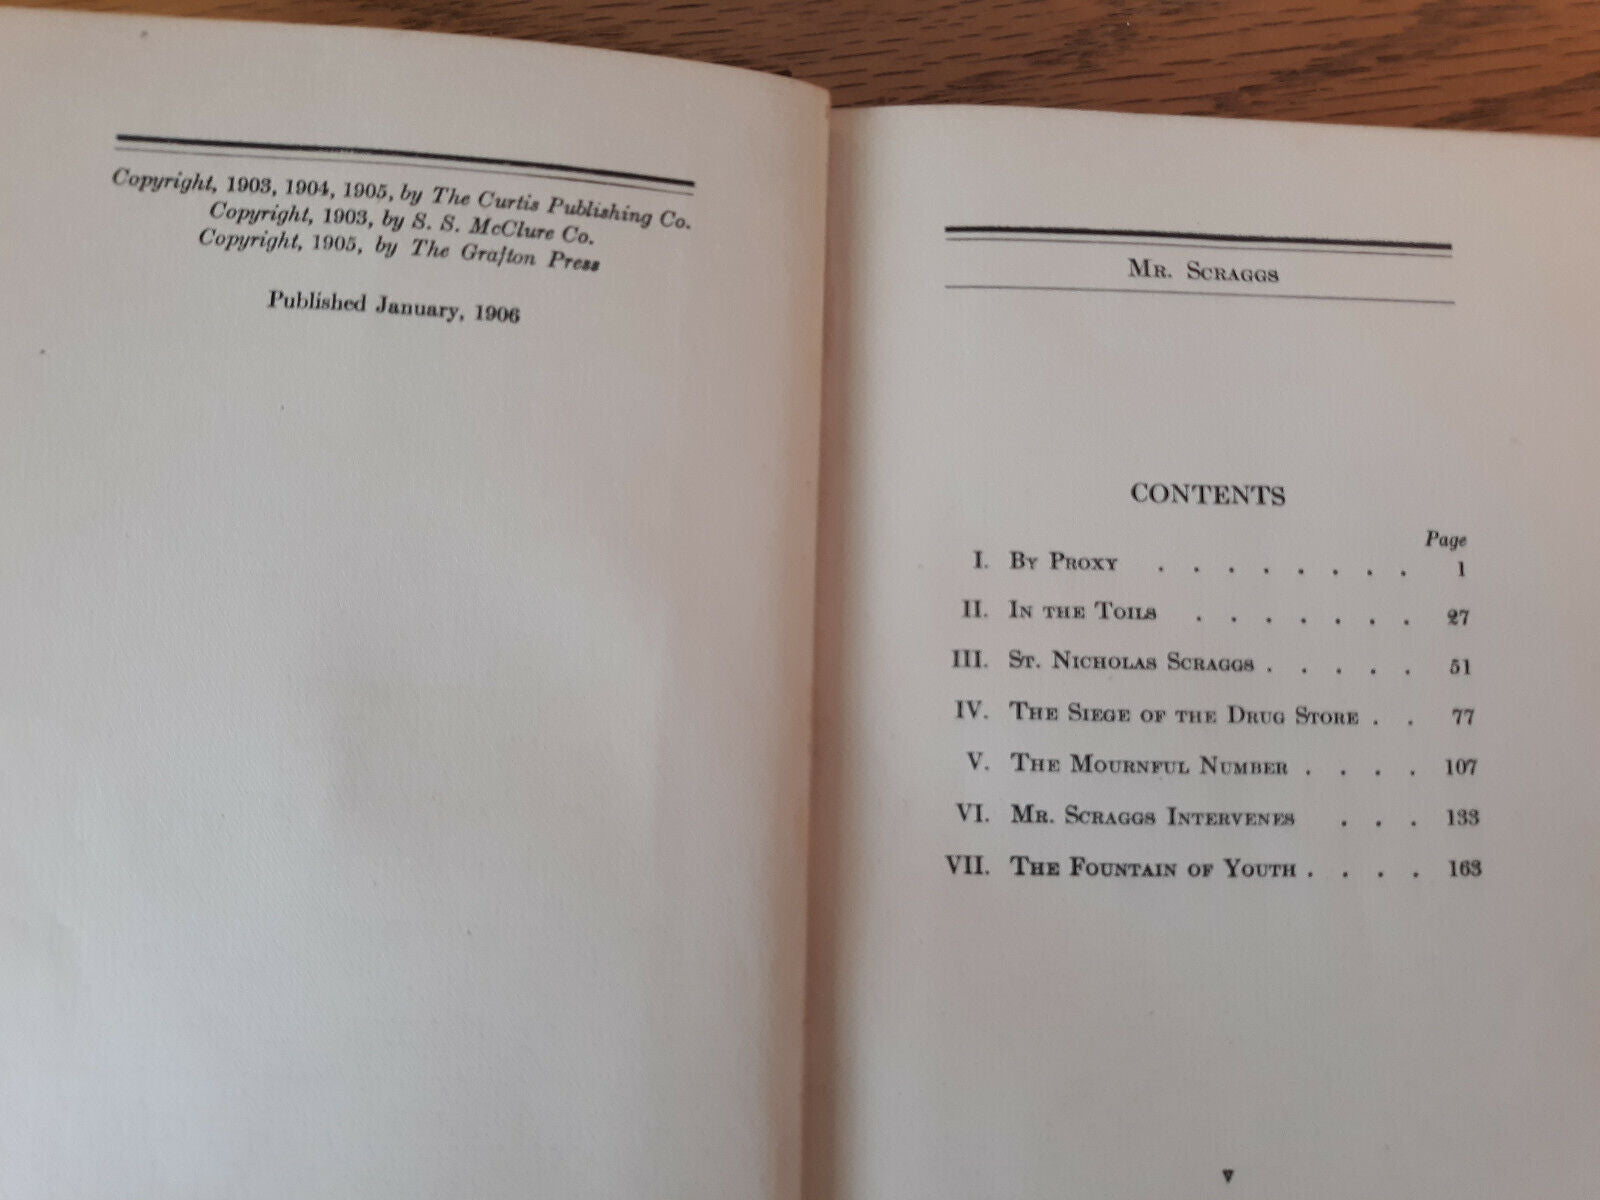 Copyright, 1903, 1904, 1905, by The Curtis Publishing Co.
Copyright, 1903, by S. S. McClure Co.
Copyright, 1905, by The Grafton Press
Published January, 1906
Mr. Scraggs
CONTENTS
Page
I. By Proxy . . . . . . . . 1
II. In the Toils . . . . . . . 27
III. St. Nicholas Scraggs . . . . . 51
IV. The Siege of the Drug Store . . 77
V. The Mournful Number . . . . 107
VI. Mr. Scraggs Intervenes . . . 133
VII. The Fountain of Youth . . . . 163
v